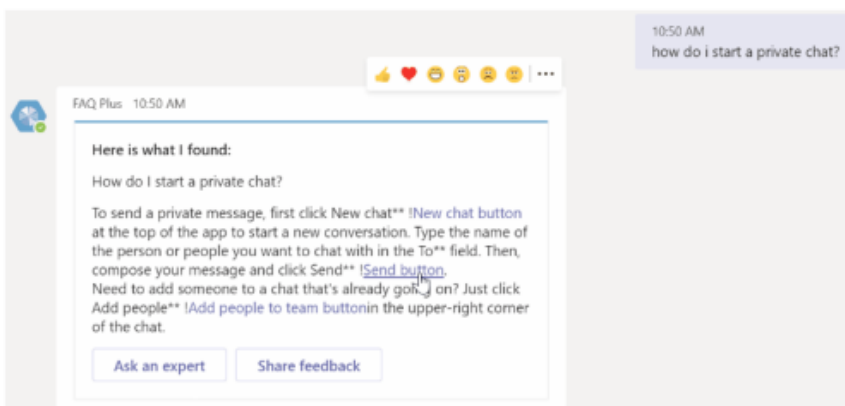 10:50 AM
how do i start a private chat?
FAQ Plus 10:50 AM
Here is what I found:
How do I start a private chat?
To send a private message, first click New chat** !New chat button
at the top of the app to start a new conversation. Type the name of
the person or people you want to chat with in the To** field. Then,
compose your message and click Send** !Send button.
Need to add someone to a chat that's already going on? Just click
Add people** !Add people to team buttonin the upper-right corner
of the chat.
Ask an expert Share feedback